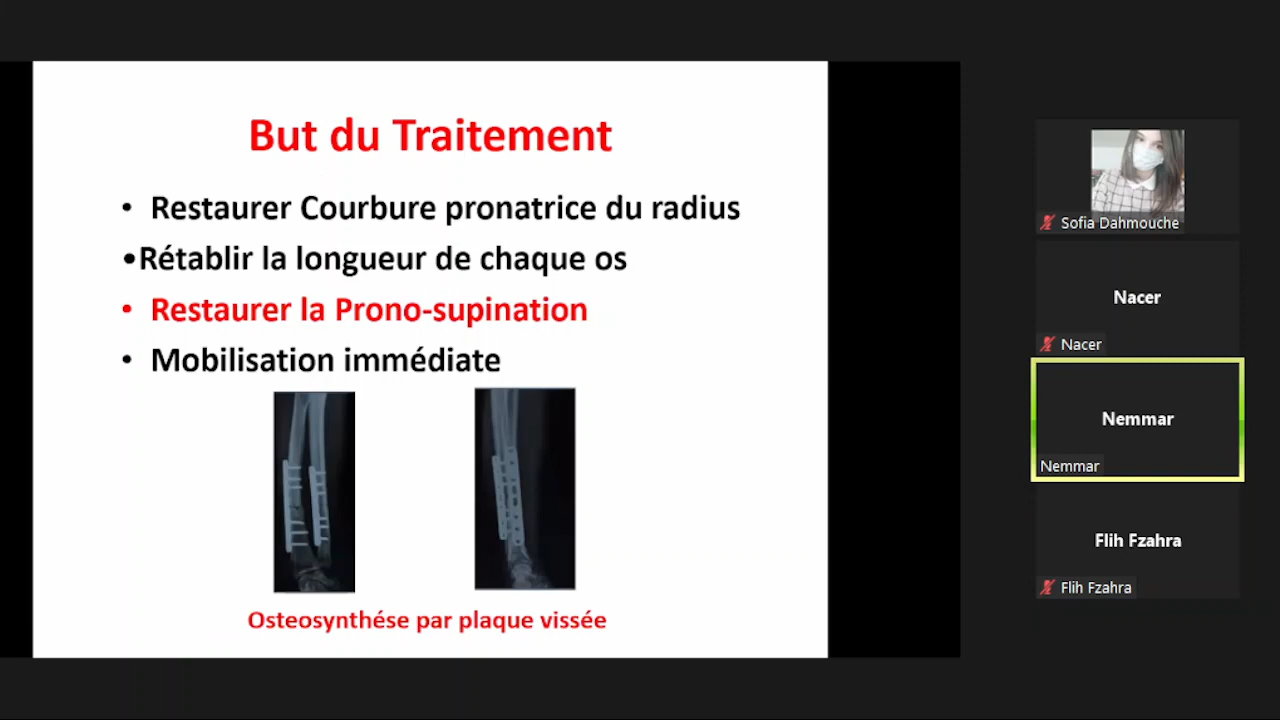 But du Traitement
• Restaurer Courbure pronatrice du radius
•Rétablir la longueur de chaque os
• Restaurer la Prono-supination
• Mobilisation immédiate
Osteosynthése par plaque vissée
Sofia Dahmouche
Nacer
Nacer
Nemmar
Nemmar
Flih Fzahra
Flih Fzahra